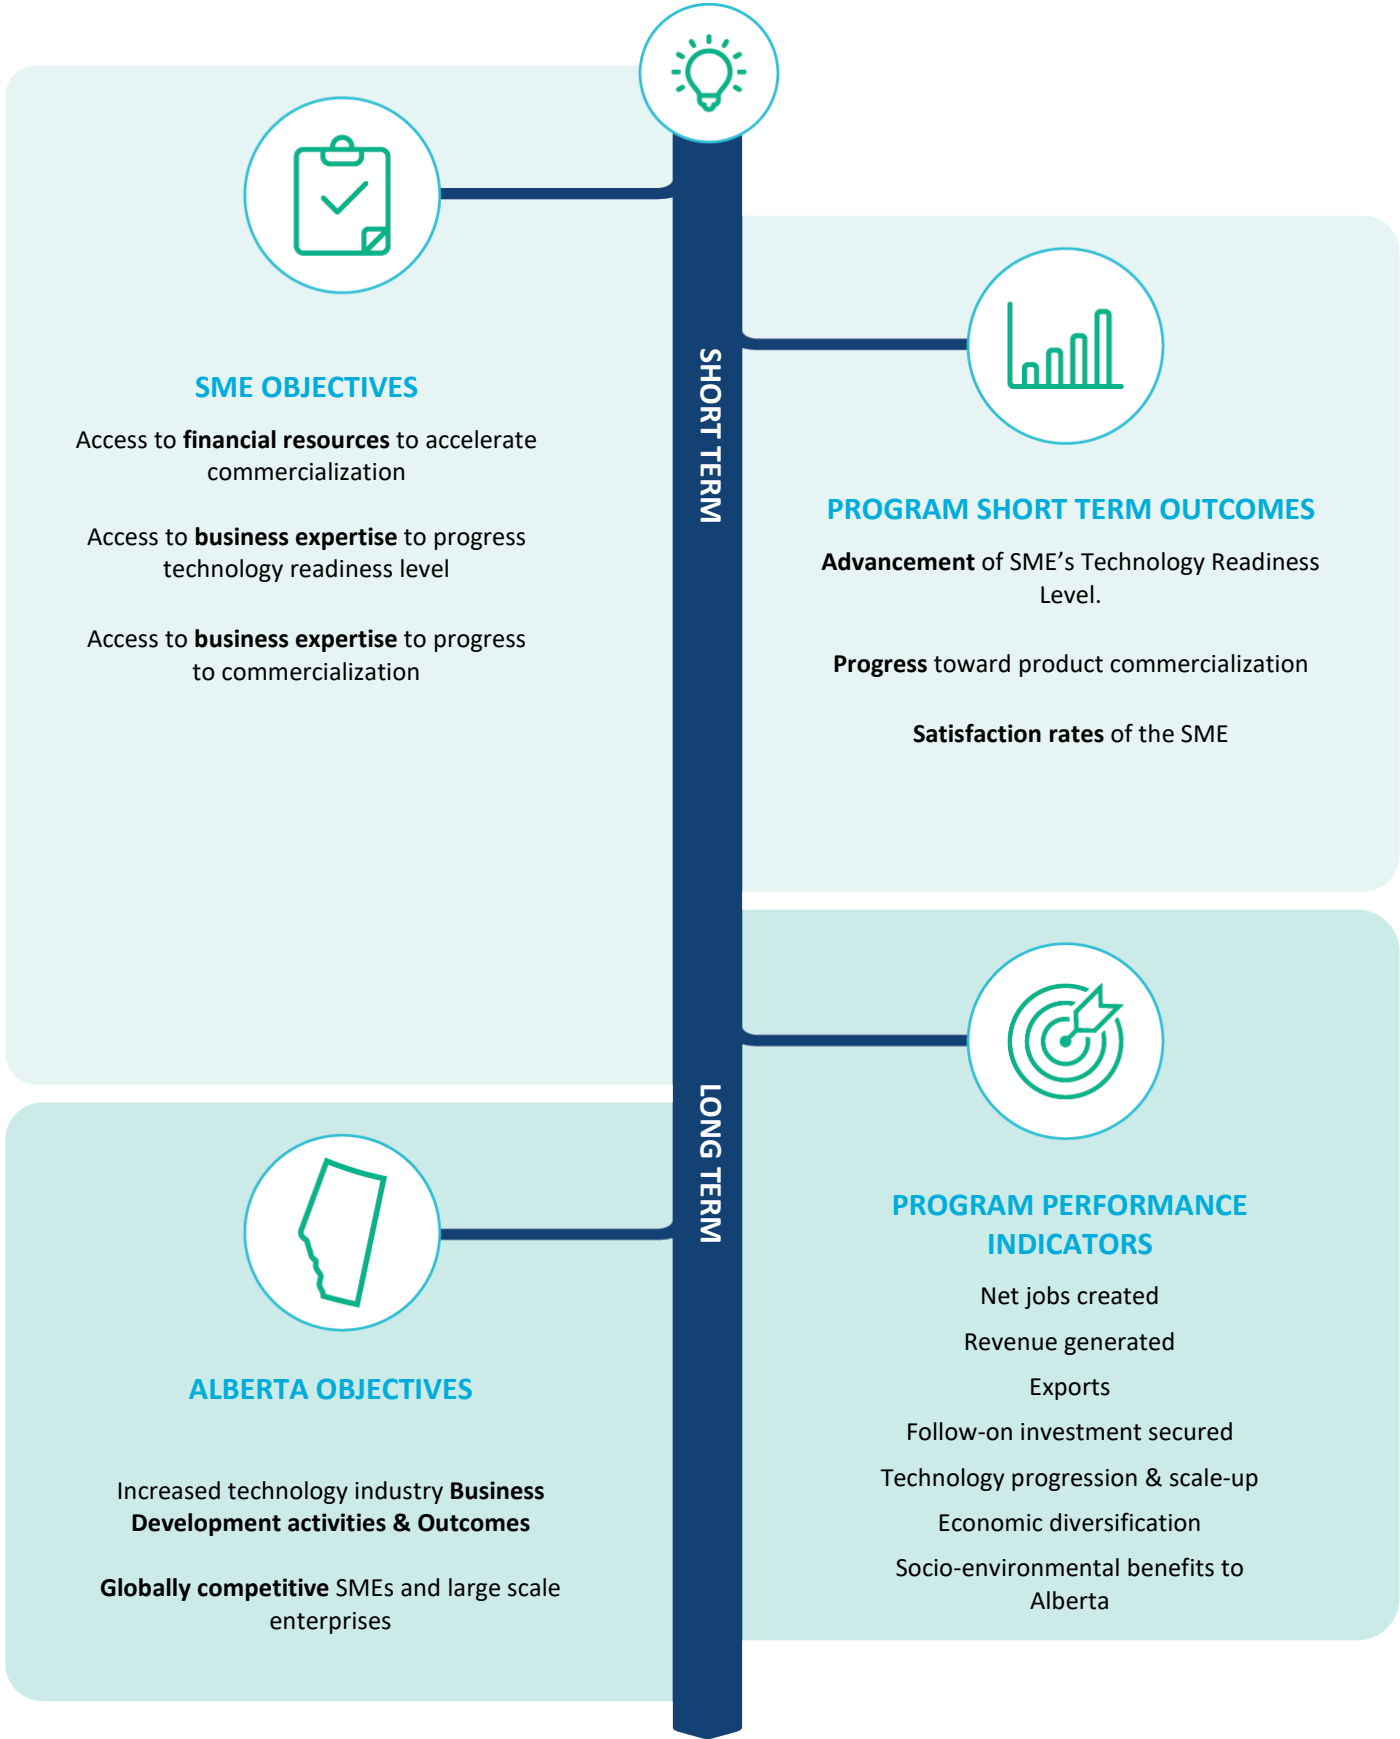 SME OBJECTIVES
Access to financial resources to accelerate
commercialization
Access to business expertise to progress
technology readiness level
Access to business expertise to progress
to commercialization
SHORT TERM
PROGRAM SHORT TERM OUTCOMES
Advancement of SME’s Technology Readiness
Level.
Progress toward product commercialization
Satisfaction rates of the SME
LONG TERM
PROGRAM PERFORMANCE
INDICATORS
Net jobs created
Revenue generated
Exports
Follow-on investment secured
Technology progression & scale-up
Economic diversification
Socio-environmental benefits to
Alberta
ALBERTA OBJECTIVES
Increased technology industry Business
Development activities & Outcomes
Globally competitive SMEs and large scale
enterprises